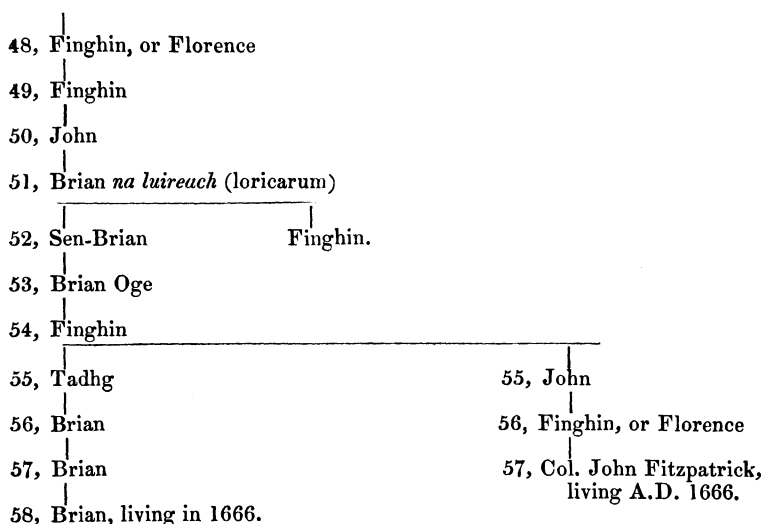 48, Finghin, or Florence
49, Finghin
50, John
51, Brian na luireach (loricarum)
52, Sen-Brian Finghin.
53, Brian Oge
54, Finghin
55, Tadhg 55, John
56, Brian 56, Finghin, or Florence
57, Brian 57, Col. John Fitzpatrick,
living A.D. 1666.
58, Brian, living in 1666.